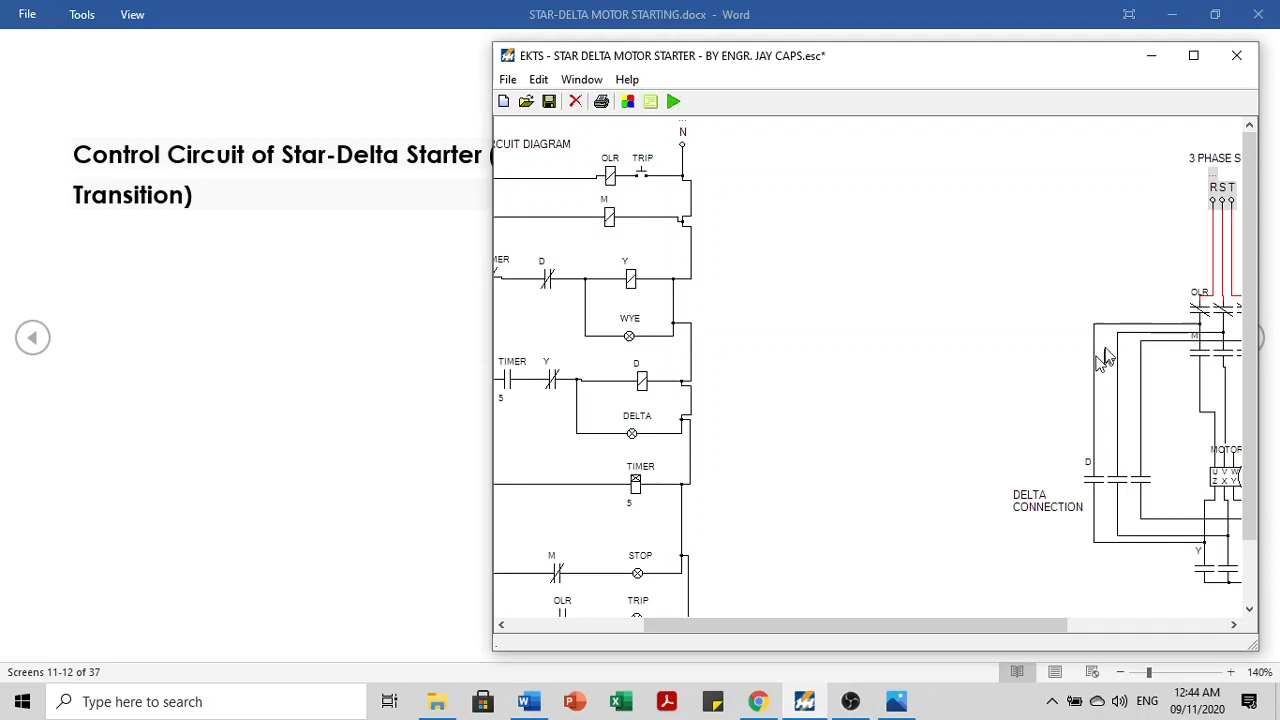 File Tools View
STAR-DELTA MOTOR STARTING.docx - Word
Control Circuit of Star-Delta Starter (
Transition)
EKTS - STAR DELTA MOTOR STARTER - BY ENGR. JAY CAPS.esc*
File Edit Window Help
CUIT DIAGRAM
...
N
OLR TRIP
M
MER D Y
WYE
TIMER Y D
5
DELTA
TIMER
5
M STOP
OLR TRIP
3 PHASE S
...
R S T
OLR
M
D
MOTOR
U V W
Z X Y
DELTA
CONNECTION
Y
Screens 11-12 of 37
140%
Type here to search
ENG
12:44 AM
09/11/2020